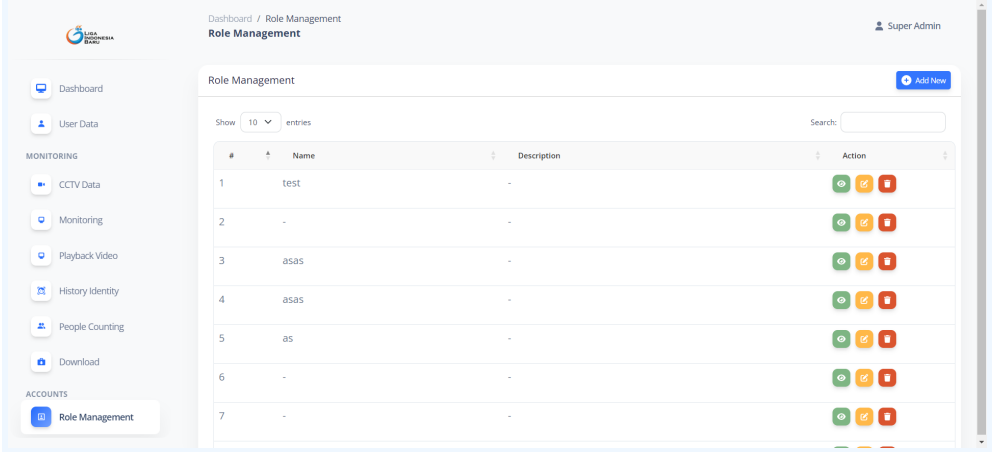 LIGA
INDONESIA
BARU
Dashboard / Role Management
Role Management
Super Admin
Dashboard
User Data
MONITORING
CCTV Data
Monitoring
Playback Video
History Identity
People Counting
Download
ACCOUNTS
Role Management
Role Management
Add New
Show 10 entries
Search:
# Name Description Action
1 test -
2 - -
3 asas -
4 asas -
5 as -
6 - -
7 - -